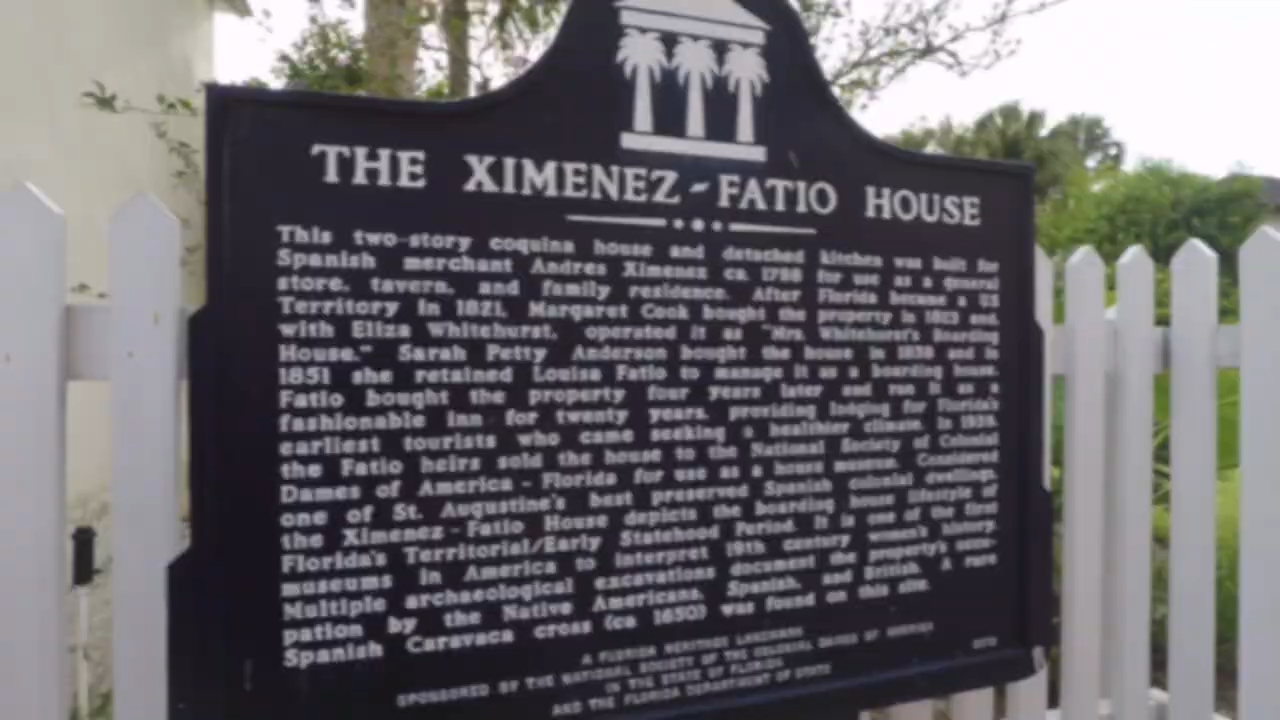 THE XIMENEZ-FATIO HOUSE
This two-story coquina house and detached kitchen was built for
Spanish merchant Andres Ximenez ca. 1798 for use as a general
store, tavern, and family residence. After Florida became a US
Territory in 1821, Margaret Cook bought the property in and,
with Eliza Whitehurst, operated it as "Mrs. Whitehurst's Boarding
House." Sarah Petty Anderson bought the house in and in
1851 she retained Louisa Fatio to manage it as a boarding house.
Fatio bought the property four years later and ran it as a
fashionable inn for twenty years, providing lodging for Florida's
earliest tourists who came seeking a healthier climate. In 1939,
the Fatio heirs sold the house to the National Society of Colonial
Dames of America - Florida for use as a house museum. Considered
one of St. Augustine's best preserved Spanish colonial
the Ximenez-Fatio House depicts the boarding house lifestyle of
Florida's Territorial/Early Statehood Period. It is one of the first
museums in America to interpret 19th century women's history.
Multiple archaeological excavations document the property's occu-
pation by the Native Americans, Spanish, and British. A rare
Spanish Caravaca cross (ca 1650) was found on this site.
A FLORIDA HERITAGE LANDMARK
SPONSORED BY THE NATIONAL SOCIETY OF THE COLONIAL DAMES OF AMERICA
IN THE STATE OF FLORIDA
AND THE FLORIDA DEPARTMENT OF STATE